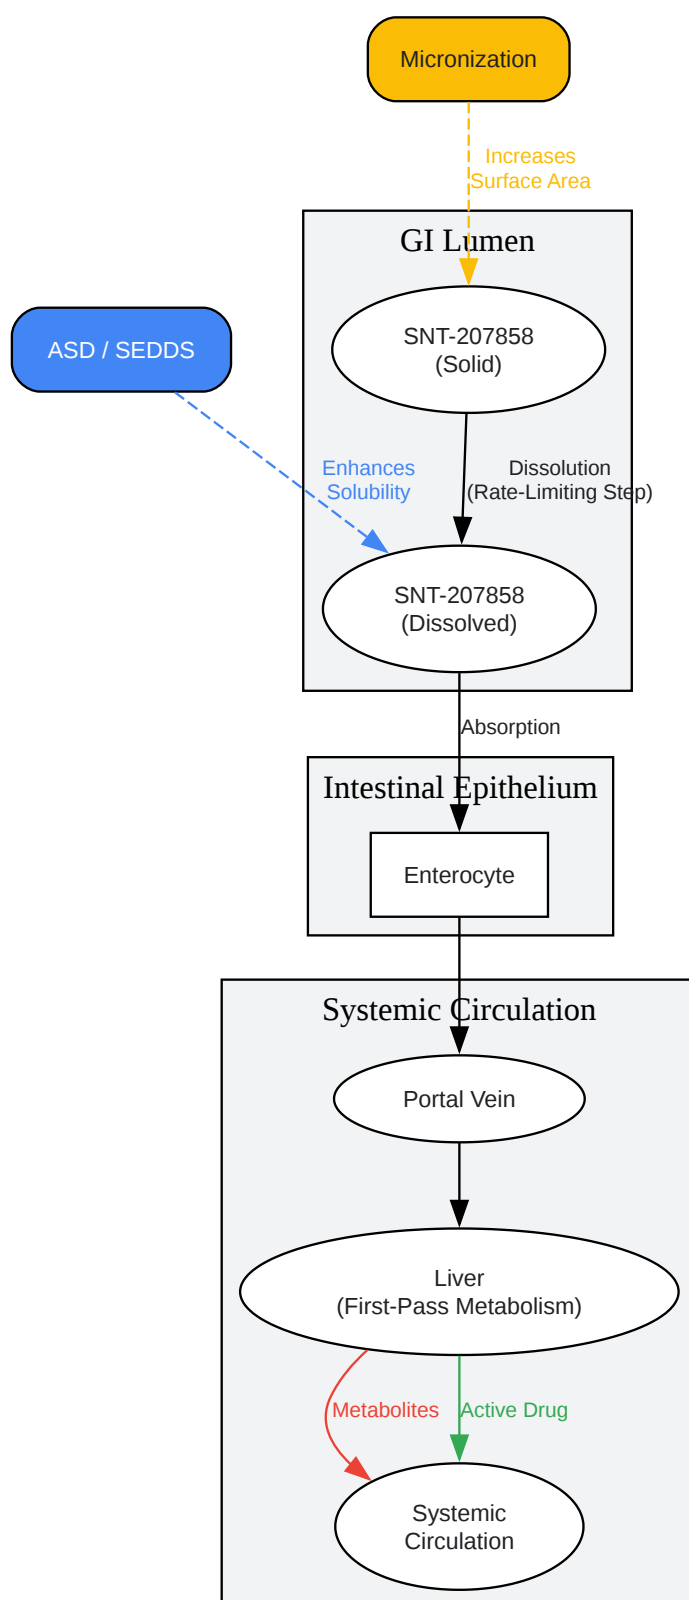 Micronization
Increases
Surface Area
GI Lumen
SNT-207858
(Solid)
ASD / SEDDS
Enhances
Solubility
Dissolution
(Rate-Limiting Step)
SNT-207858
(Dissolved)
Absorption
Intestinal Epithelium
Enterocyte
Systemic Circulation
Portal Vein
Liver
(First-Pass Metabolism)
Metabolites
Active Drug
Systemic
Circulation